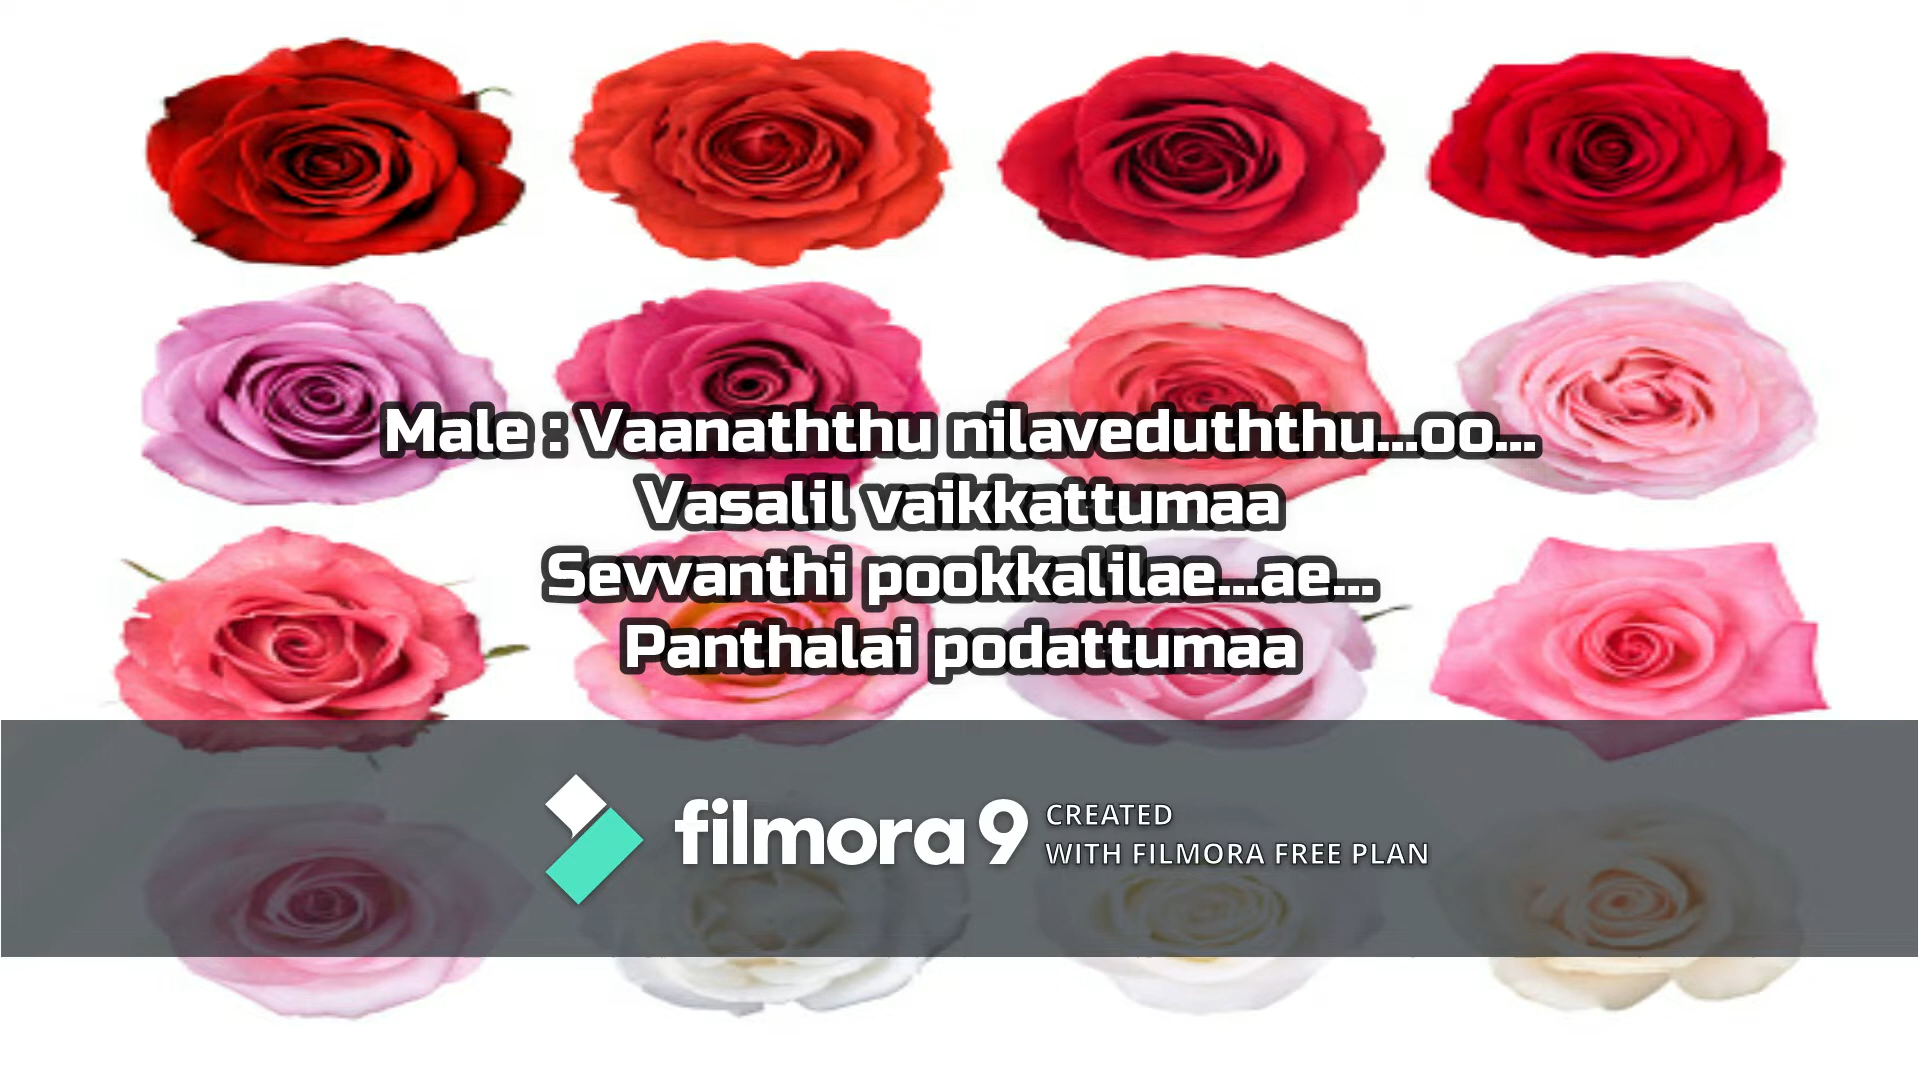 Male : Vaanaththu nilaveduththu...oo...
Vasalil vaikkattumaa
Sevvanthi pookkalilae...ae...
Panthalai podattumaa
filmora 9
CREATED
WITH FILMORA FREE PLAN